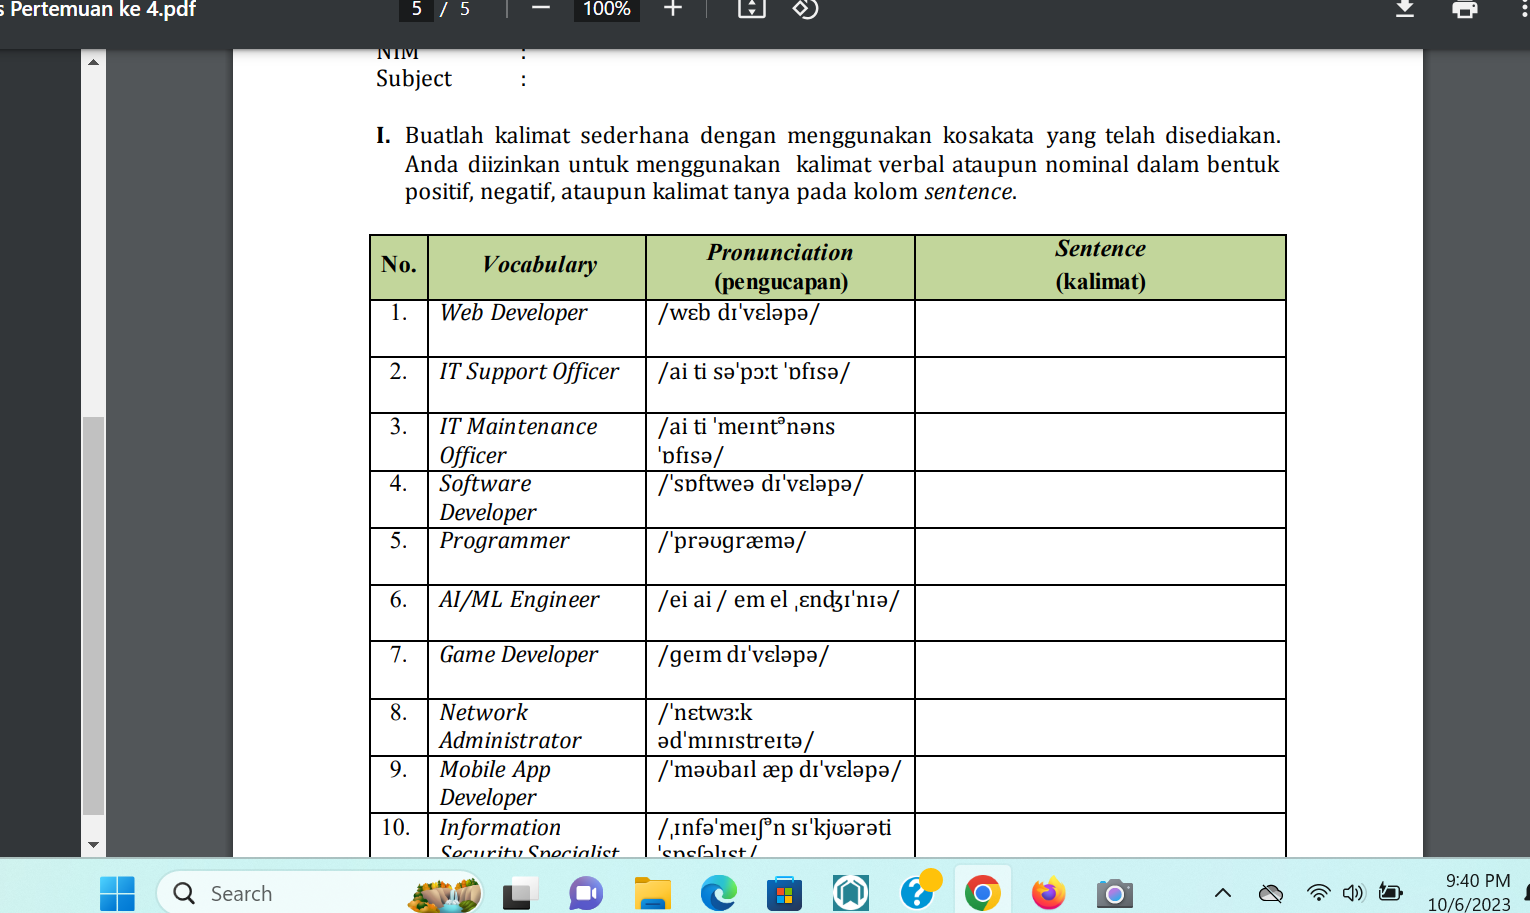 s Pertemuan ke 4.pdf
5 / 5
100%
NIM :
Subject :
I. Buatlah kalimat sederhana dengan menggunakan kosakata yang telah disediakan.
Anda diizinkan untuk menggunakan kalimat verbal ataupun nominal dalam bentuk
positif, negatif, ataupun kalimat tanya pada kolom sentence.
No. Vocabulary Pronunciation (pengucapan) Sentence (kalimat)
1. Web Developer /wɛb dɪˈvɛləpə/
2. IT Support Officer /ai ti səˈpɔːt ˈɒfɪsə/
3. IT Maintenance Officer /ai ti ˈmeɪntᵊnəns ˈɒfɪsə/
4. Software Developer /ˈsɒftweə dɪˈvɛləpə/
5. Programmer /ˈprəʊɡræmə/
6. AI/ML Engineer /ei ai / em el ˌɛnʤɪˈnɪə/
7. Game Developer /ɡeɪm dɪˈvɛləpə/
8. Network Administrator /ˈnɛtwɜːk ədˈmɪnɪstreɪtə/
9. Mobile App Developer /ˈməʊbaɪl æp dɪˈvɛləpə/
10. Information Security Specialist /ˌɪnfəˈmeɪʃᵊn sɪˈkjʊərəti ˈspɛʃəlɪst/
Search
9:40 PM
10/6/2023